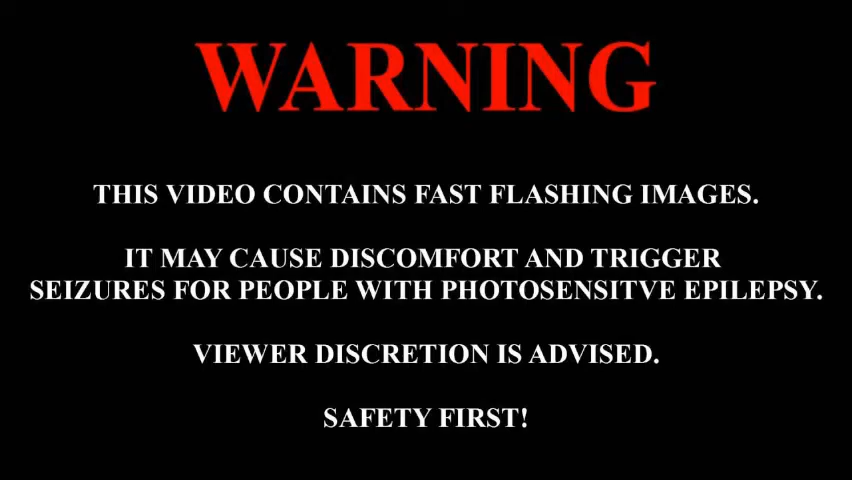 WARNING
THIS VIDEO CONTAINS FAST FLASHING IMAGES.
IT MAY CAUSE DISCOMFORT AND TRIGGER
SEIZURES FOR PEOPLE WITH PHOTOSENSITVE EPILEPSY.
VIEWER DISCRETION IS ADVISED.
SAFETY FIRST!